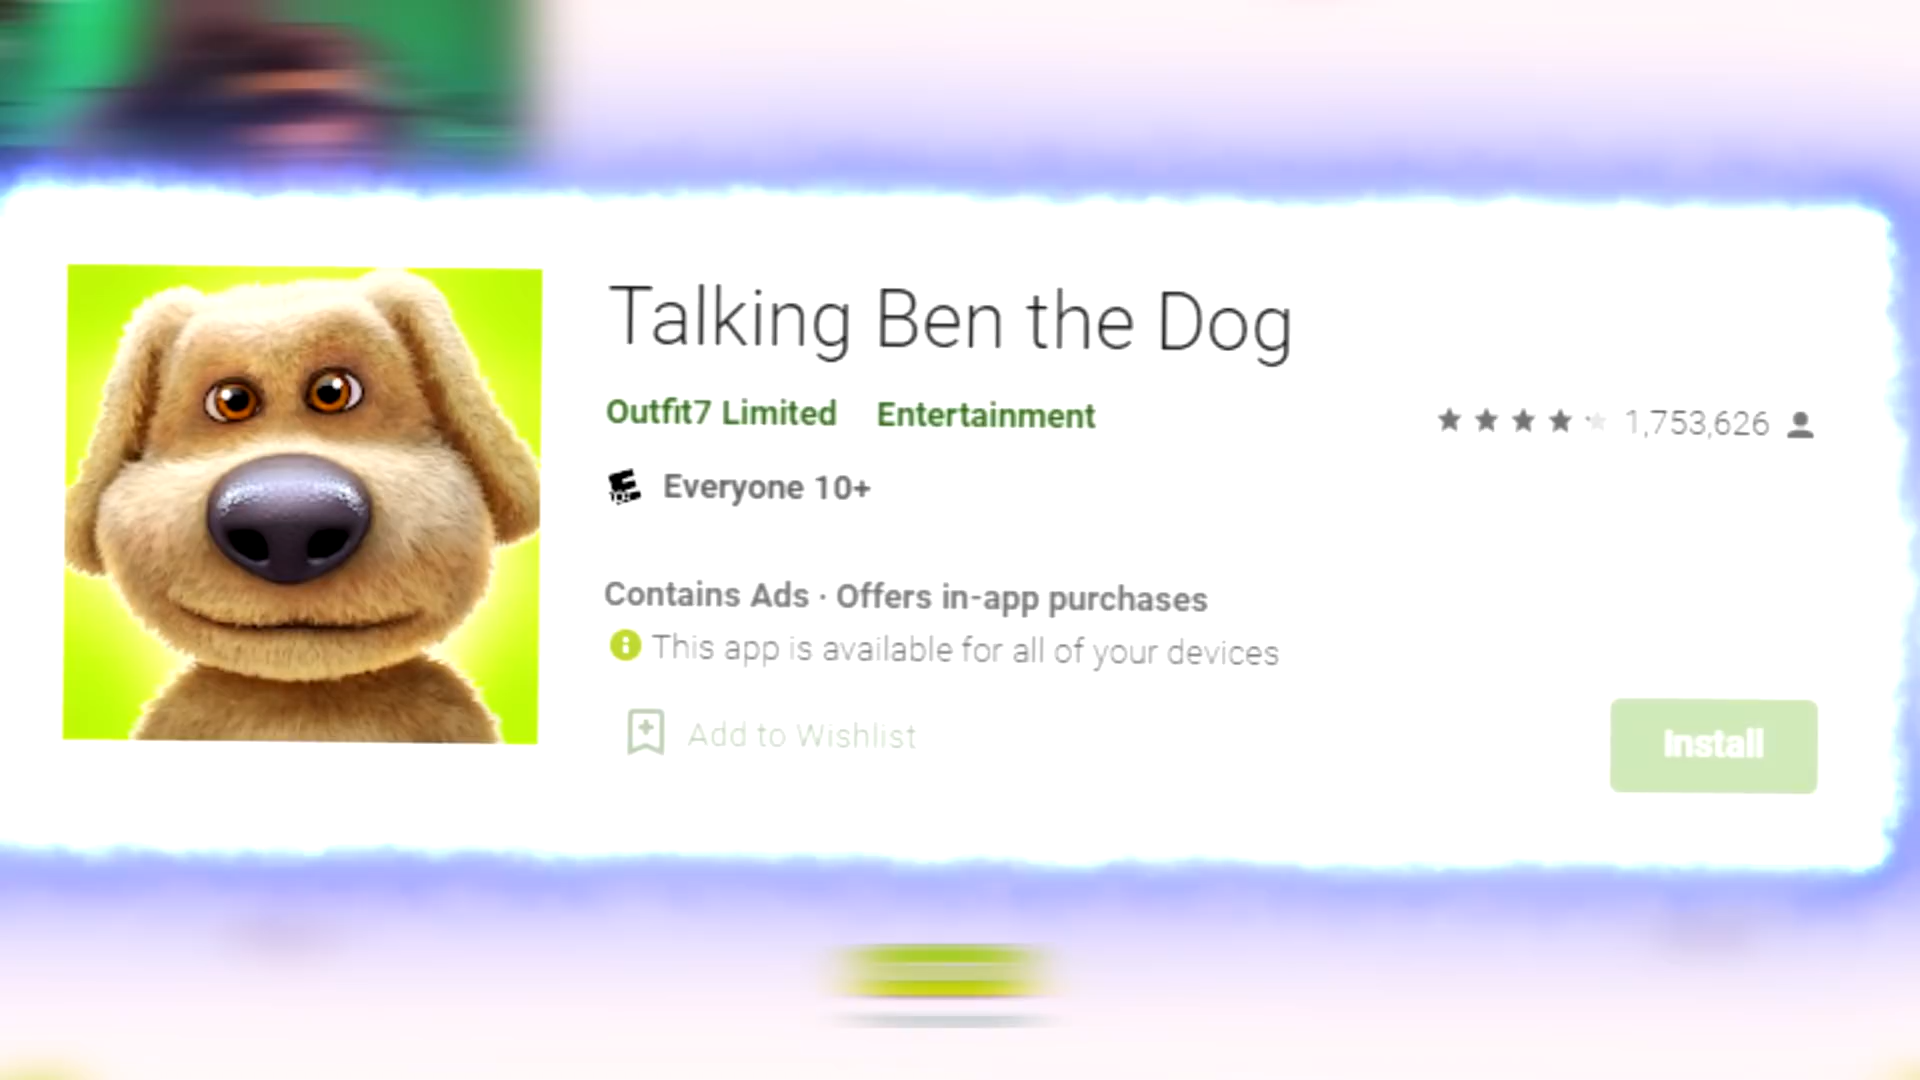 Talking Ben the Dog
Outfit7 Limited Entertainment
1,753,626
Everyone 10+
Contains Ads · Offers in-app purchases
This app is available for all of your devices
Add to Wishlist
Install